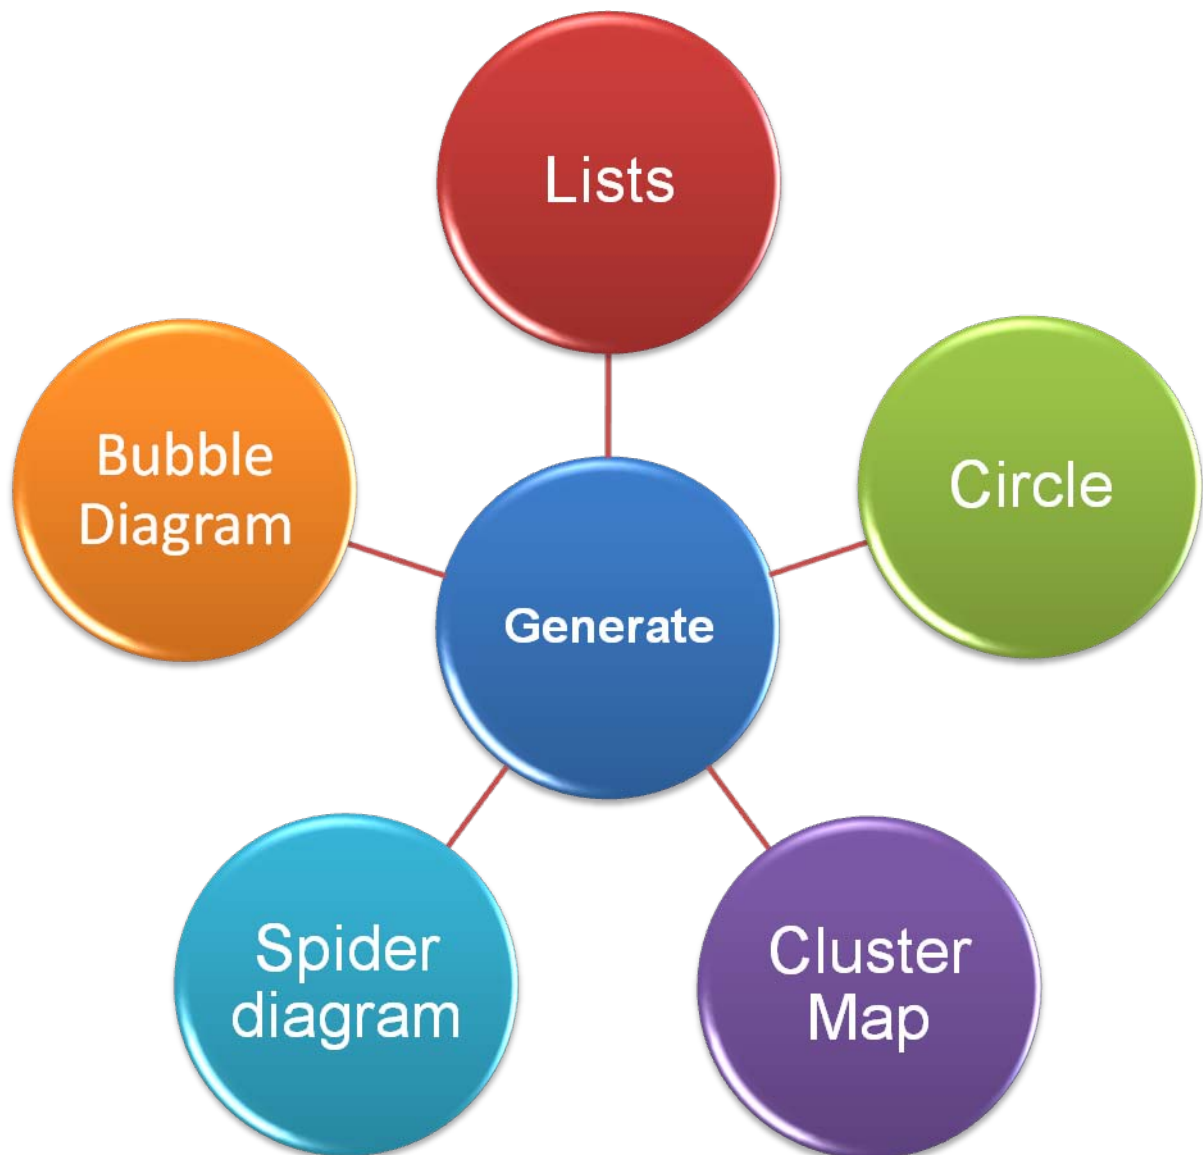 Lists
Bubble
Diagram
Circle
Generate
Spider
diagram
Cluster
Map